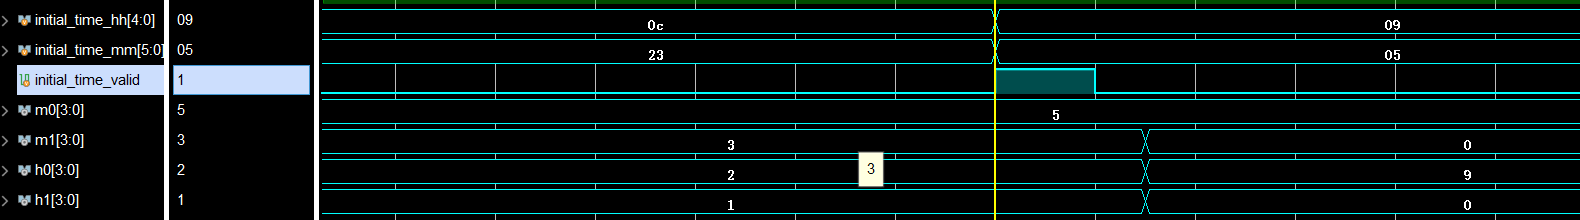 initial_time_hh[4:0] 09 0c 09
initial_time_mm[5:0] 05 23 05
initial_time_valid 1
m0[3:0] 5 5
m1[3:0] 3 3 0
h0[3:0] 2 2 3 9
h1[3:0] 1 1 0